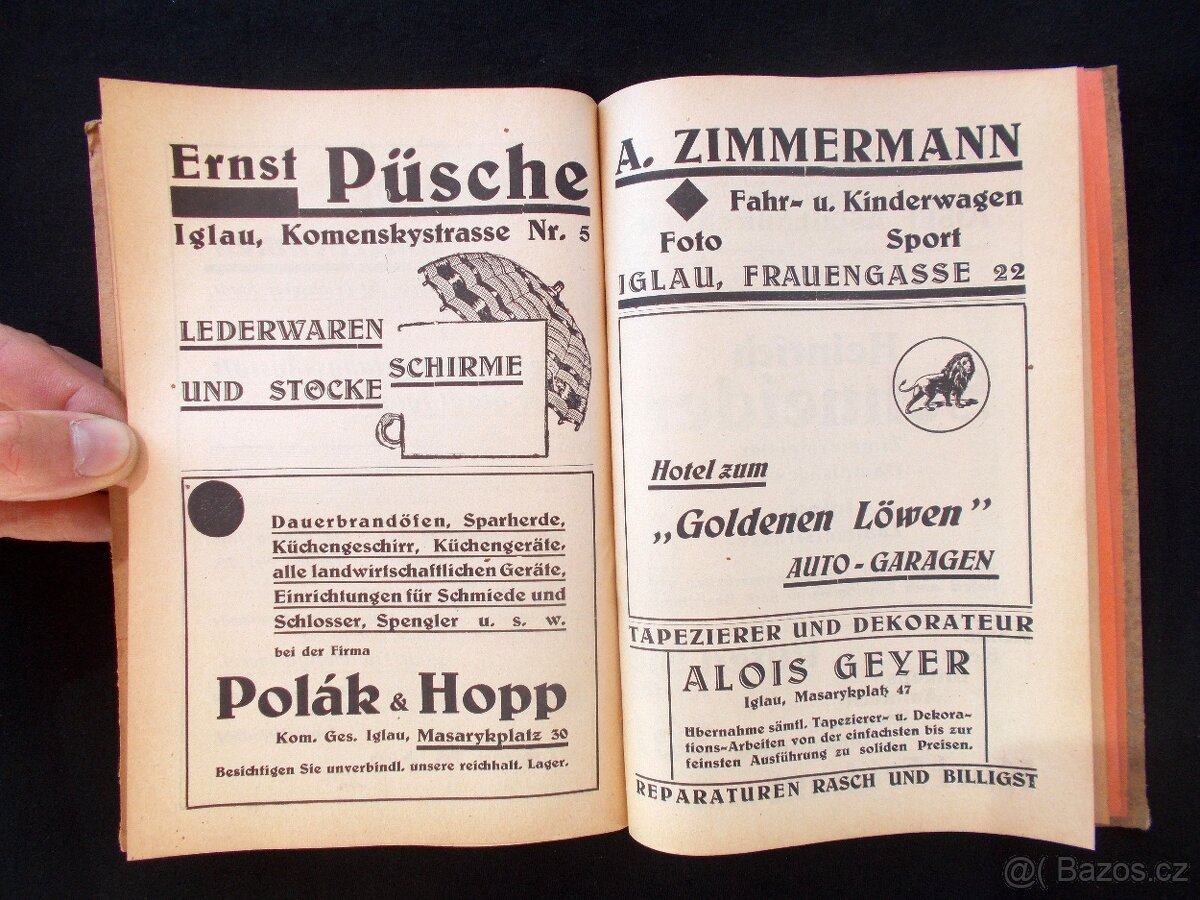 Ernst Püsche
Iglau, Komenskystrasse Nr. 5
LEDERWAREN
UND STOCKE
SCHIRME
Dauerbrandöfen, Sparherde,
Küchengeschirr, Küchengeräte,
alle landwirtschaftlichen Geräte,
Einrichtungen für Schmiede und
Schlosser, Spengler u. s. w.
bei der Firma
Polák & Hopp
Kom. Ges. Iglau, Masarykplatz 30
Besichtigen Sie unverbindl. unsere reichhalt. Lager.
A. ZIMMERMANN
Fahr- u. Kinderwagen
Foto Sport
IGLAU, FRAUENGASSE 22
Hotel zum
„Goldenen Löwen”
AUTO-GARAGEN
TAPEZIERER UND DEKORATEUR
ALOIS GEYER
Iglau, Masarykplatz 47
Übernahme sämtl. Tapezierer- u. Dekora-
tions-Arbeiten von der einfachsten bis zur
feinsten Ausführung zu soliden Preisen.
REPARATUREN RASCH UND BILLIGST
@( Bazos.cz